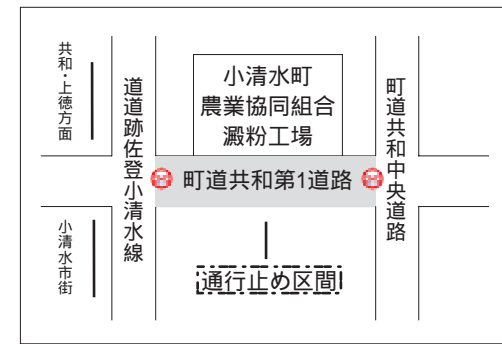 共和・上徳方面
小清水市街
道道跡佐登小清水線
小清水町
農業協同組合
澱粉工場
町道共和第1道路
通行止め区間
町道共和中央道路